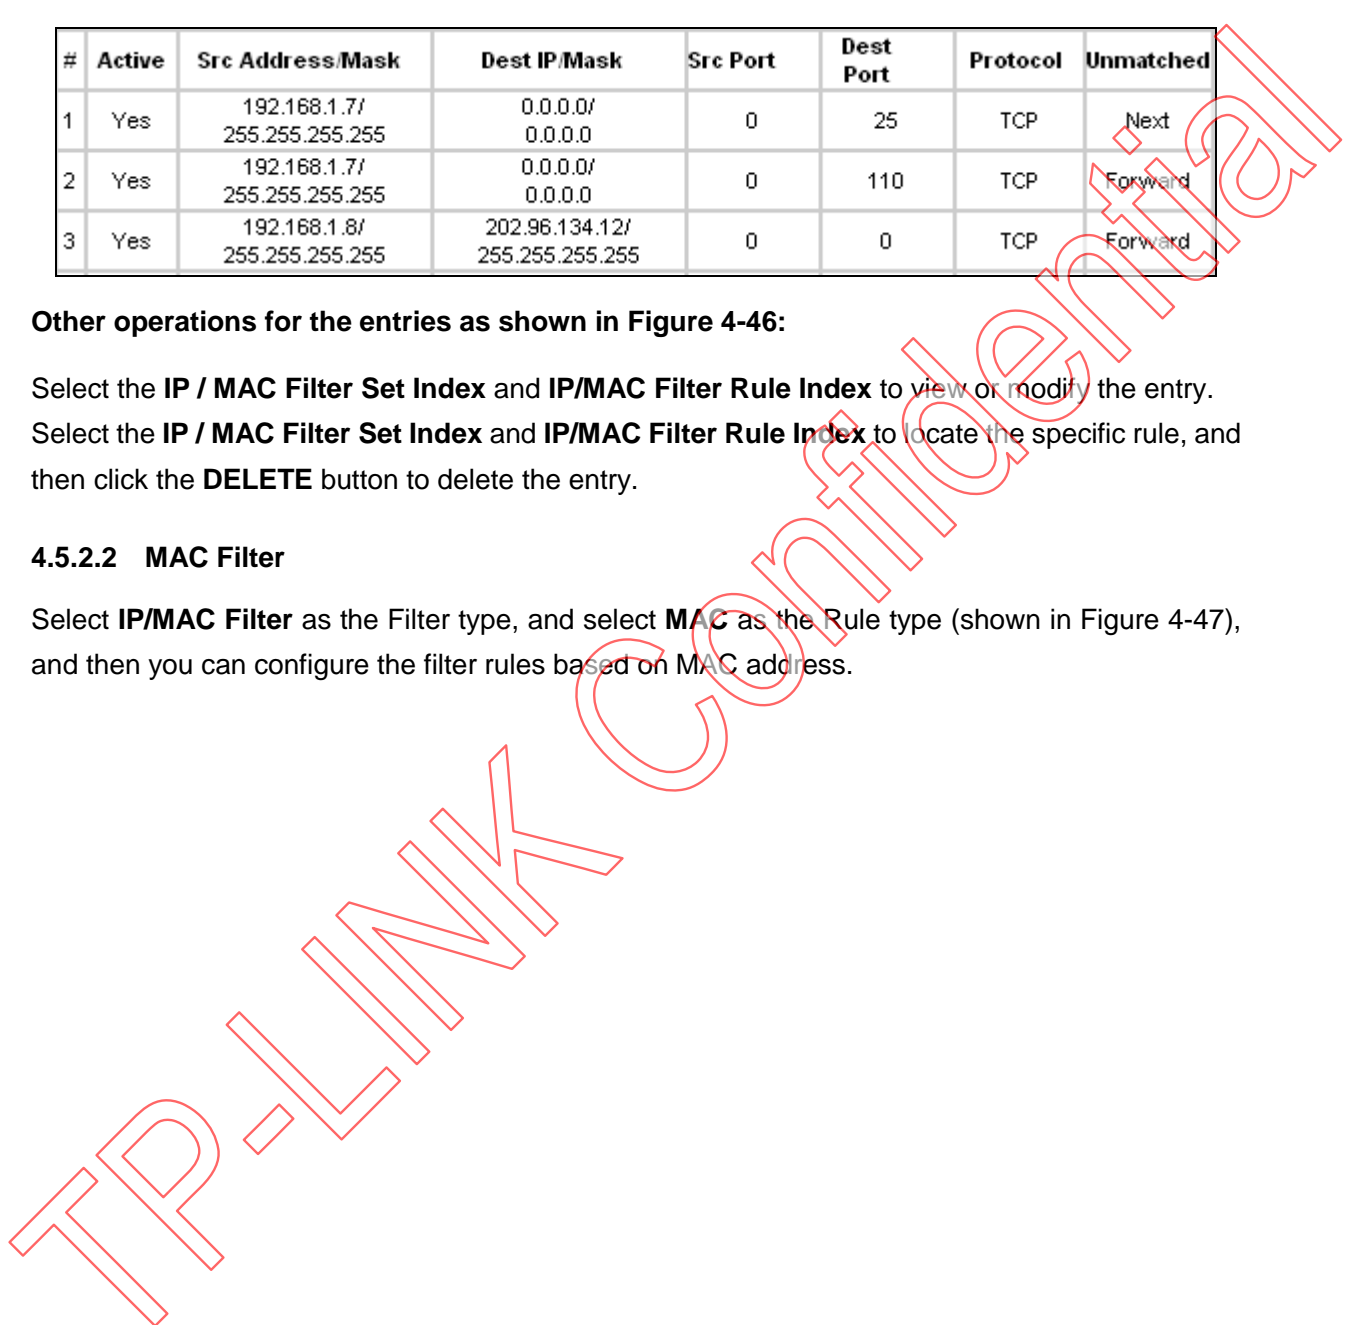 # Active Src Address/Mask Dest IP/Mask Src Port Dest Port Protocol Unmatched
1 Yes 192.168.1.7/ 255.255.255.255 0.0.0.0/ 0.0.0.0 0 25 TCP Next
2 Yes 192.168.1.7/ 255.255.255.255 0.0.0.0/ 0.0.0.0 0 110 TCP Forward
3 Yes 192.168.1.8/ 255.255.255.255 202.96.134.12/ 255.255.255.255 0 0 TCP Forward
Other operations for the entries as shown in Figure 4-46:
Select the IP / MAC Filter Set Index and IP/MAC Filter Rule Index to view or modify the entry.
Select the IP / MAC Filter Set Index and IP/MAC Filter Rule Index to locate the specific rule, and
then click the DELETE button to delete the entry.
4.5.2.2 MAC Filter
Select IP/MAC Filter as the Filter type, and select MAC as the Rule type (shown in Figure 4-47),
and then you can configure the filter rules based on MAC address.
TP-LINK Confidential